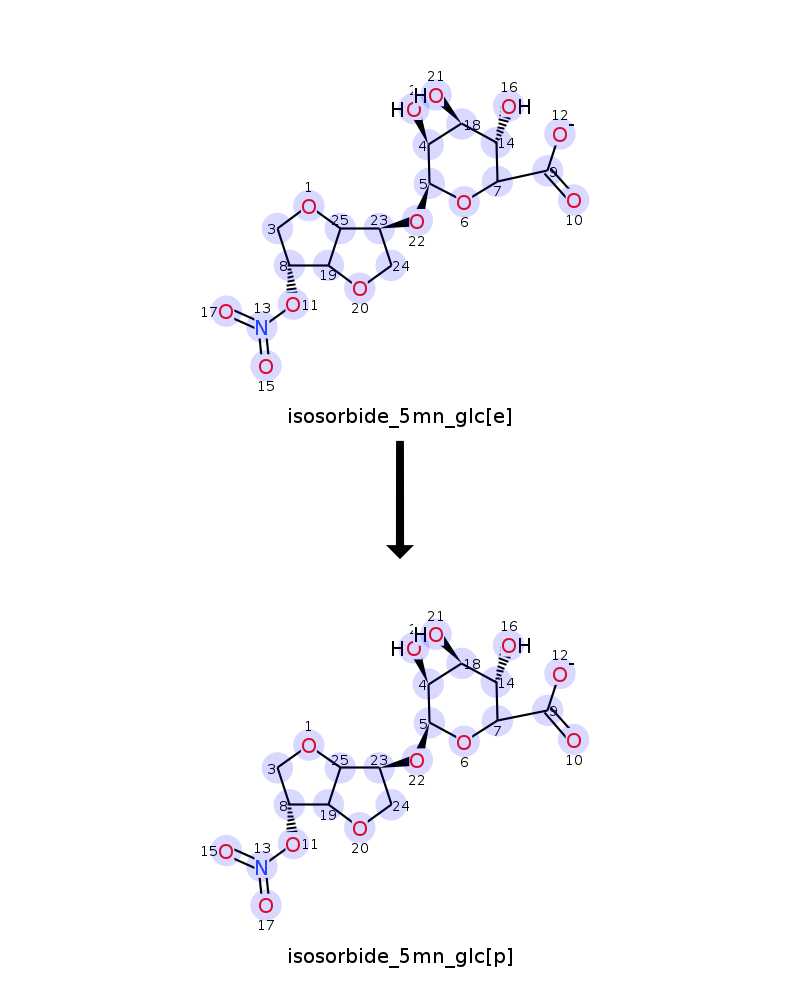 21
16
HO HO OH
12
O-
4 18 14
9
5 7
O
6
O
10
1
O
3 25 23 O
22
8 19 24
O
20
O 11
17 O 13
N
O
15
isosorbide_5mn_glc[e]
21
16
HO HO OH
12
O-
4 18 14
9
5 7
O
6
O
10
1
O
3 25 23 O
22
8 19 24
O
20
O 11
15 O 13
N
O
17
isosorbide_5mn_glc[p]